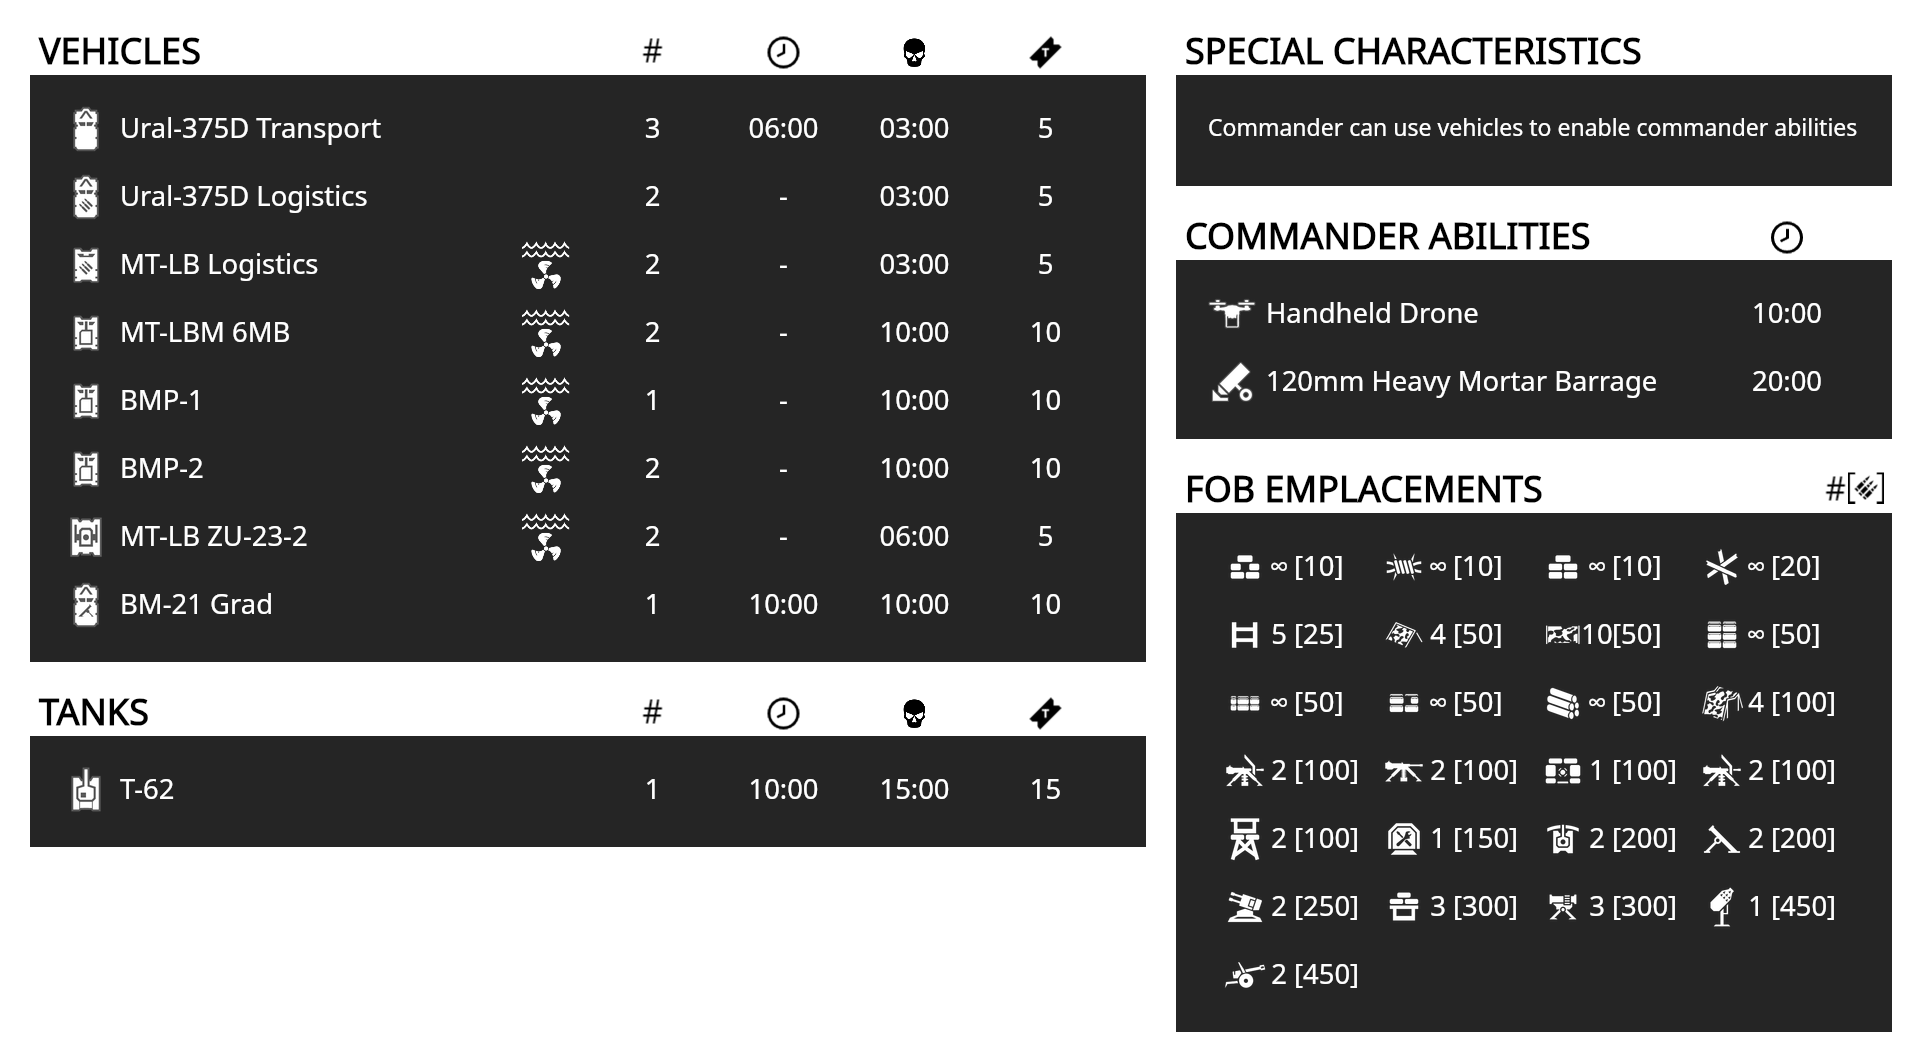 VEHICLES #
Ural-375D Transport 3 06:00 03:00 5
Ural-375D Logistics 2 - 03:00 5
MT-LB Logistics 2 - 03:00 5
MT-LBM 6MB 2 - 10:00 10
BMP-1 1 - 10:00 10
BMP-2 2 - 10:00 10
MT-LB ZU-23-2 2 - 06:00 5
BM-21 Grad 1 10:00 10:00 10
TANKS #
T-62 1 10:00 15:00 15
SPECIAL CHARACTERISTICS
Commander can use vehicles to enable commander abilities
COMMANDER ABILITIES
Handheld Drone 10:00
120mm Heavy Mortar Barrage 20:00
FOB EMPLACEMENTS #[]
∞ [10] ∞ [10] ∞ [10] ∞ [20]
5 [25] 4 [50] 10[50] ∞ [50]
∞ [50] ∞ [50] ∞ [50] 4 [100]
2 [100] 2 [100] 1 [100] 2 [100]
2 [100] 1 [150] 2 [200] 2 [200]
2 [250] 3 [300] 3 [300] 1 [450]
2 [450]